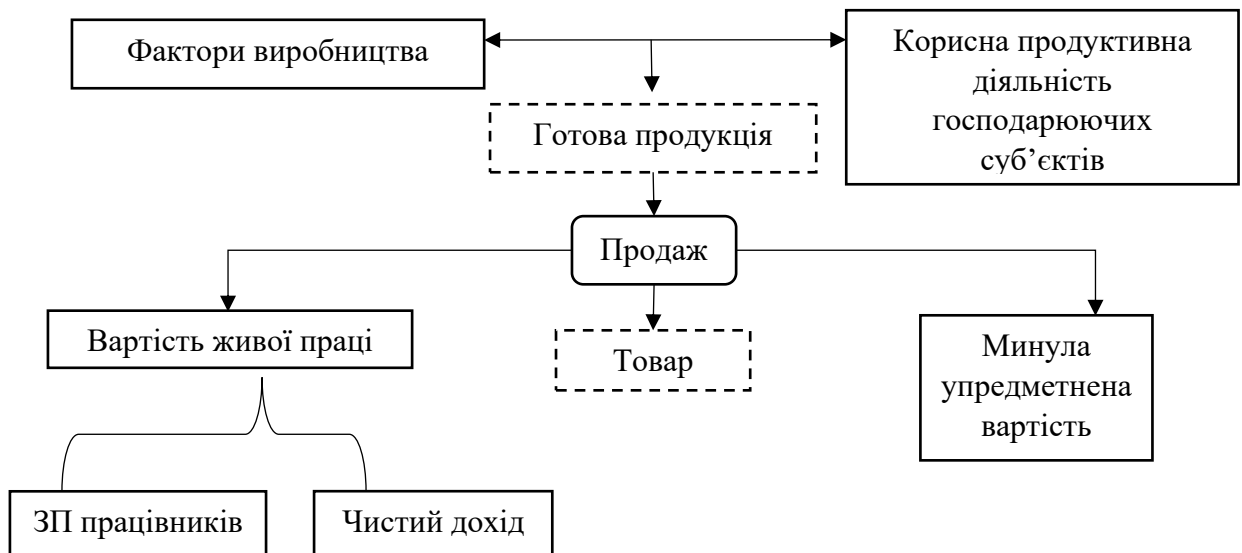 Фактори виробництва
Корисна продуктивна
діяльність
господарюючих
суб’єктів
Готова продукція
Продаж
Вартість живої праці
Товар
Минула
упредметнена
вартість
ЗП працівників
Чистий дохід